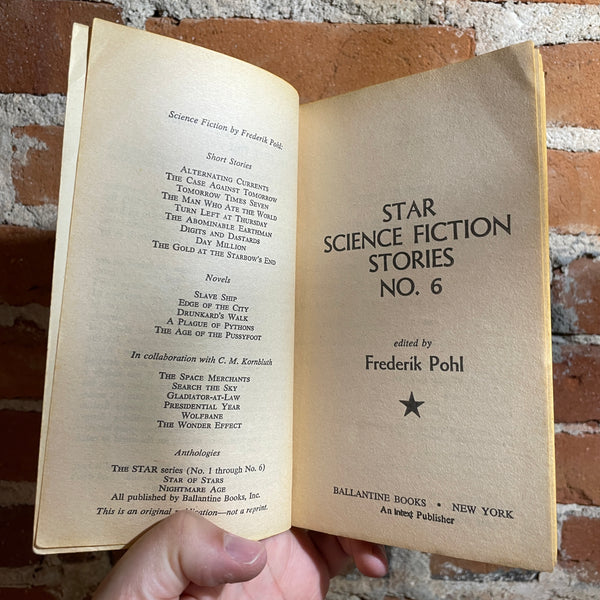 Science Fiction by Frederik Pohl:
Short Stories
ALTERNATING CURRENTS
THE CASE AGAINST TOMORROW
TOMORROW TIMES SEVEN
THE MAN WHO ATE THE WORLD
TURN LEFT AT THURSDAY
THE ABOMINABLE EARTHMAN
DIGITS AND DASTARDS
DAY MILLION
THE GOLD AT THE STARBOW'S END
Novels
SLAVE SHIP
EDGE OF THE CITY
DRUNKARD'S WALK
A PLAGUE OF PYTHONS
THE AGE OF THE PUSSYFOOT
In collaboration with C. M. Kornbluth
THE SPACE MERCHANTS
SEARCH THE SKY
GLADIATOR-AT-LAW
PRESIDENTIAL YEAR
WOLFBANE
THE WONDER EFFECT
Anthologies
THE STAR series (No. 1 through No. 6)
STAR OF STARS
NIGHTMARE AGE
All published by Ballantine Books, Inc.
This is an original publication—not a reprint.
STAR
SCIENCE FICTION
STORIES
NO. 6
edited by
Frederik Pohl
BALLANTINE BOOKS • NEW YORK
An Intext Publisher